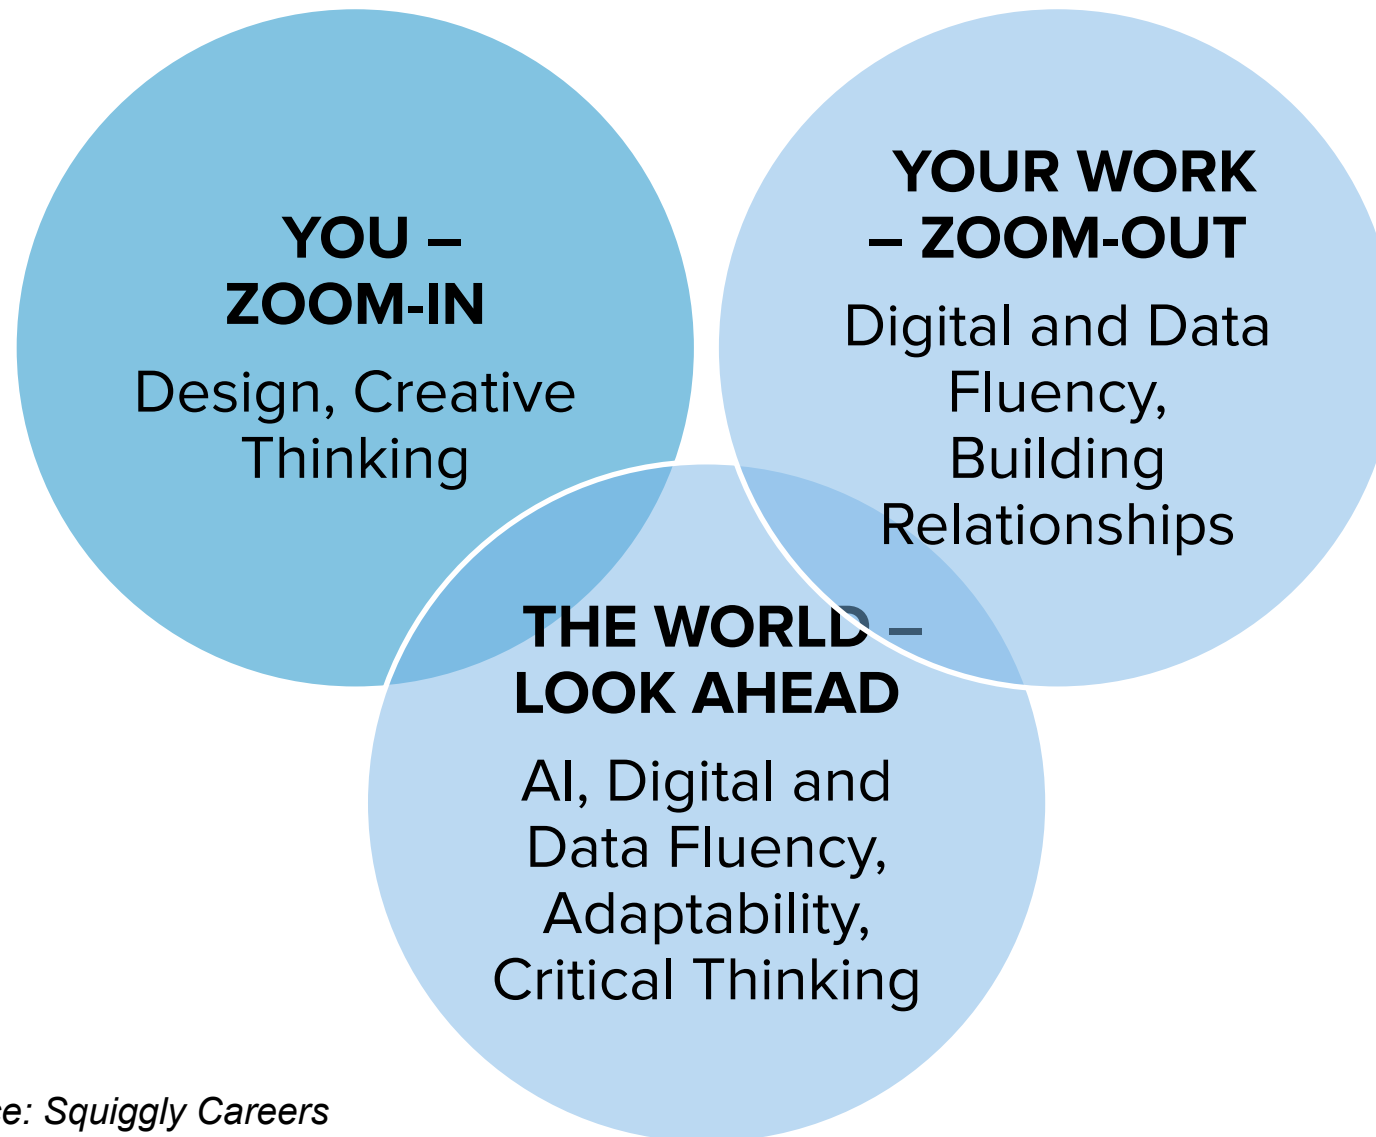 YOU –
ZOOM-IN
Design, Creative
Thinking
YOUR WORK
– ZOOM-OUT
Digital and Data
Fluency,
Building
Relationships
THE WORLD –
LOOK AHEAD
AI, Digital and
Data Fluency,
Adaptability,
Critical Thinking
Squiggly Careers